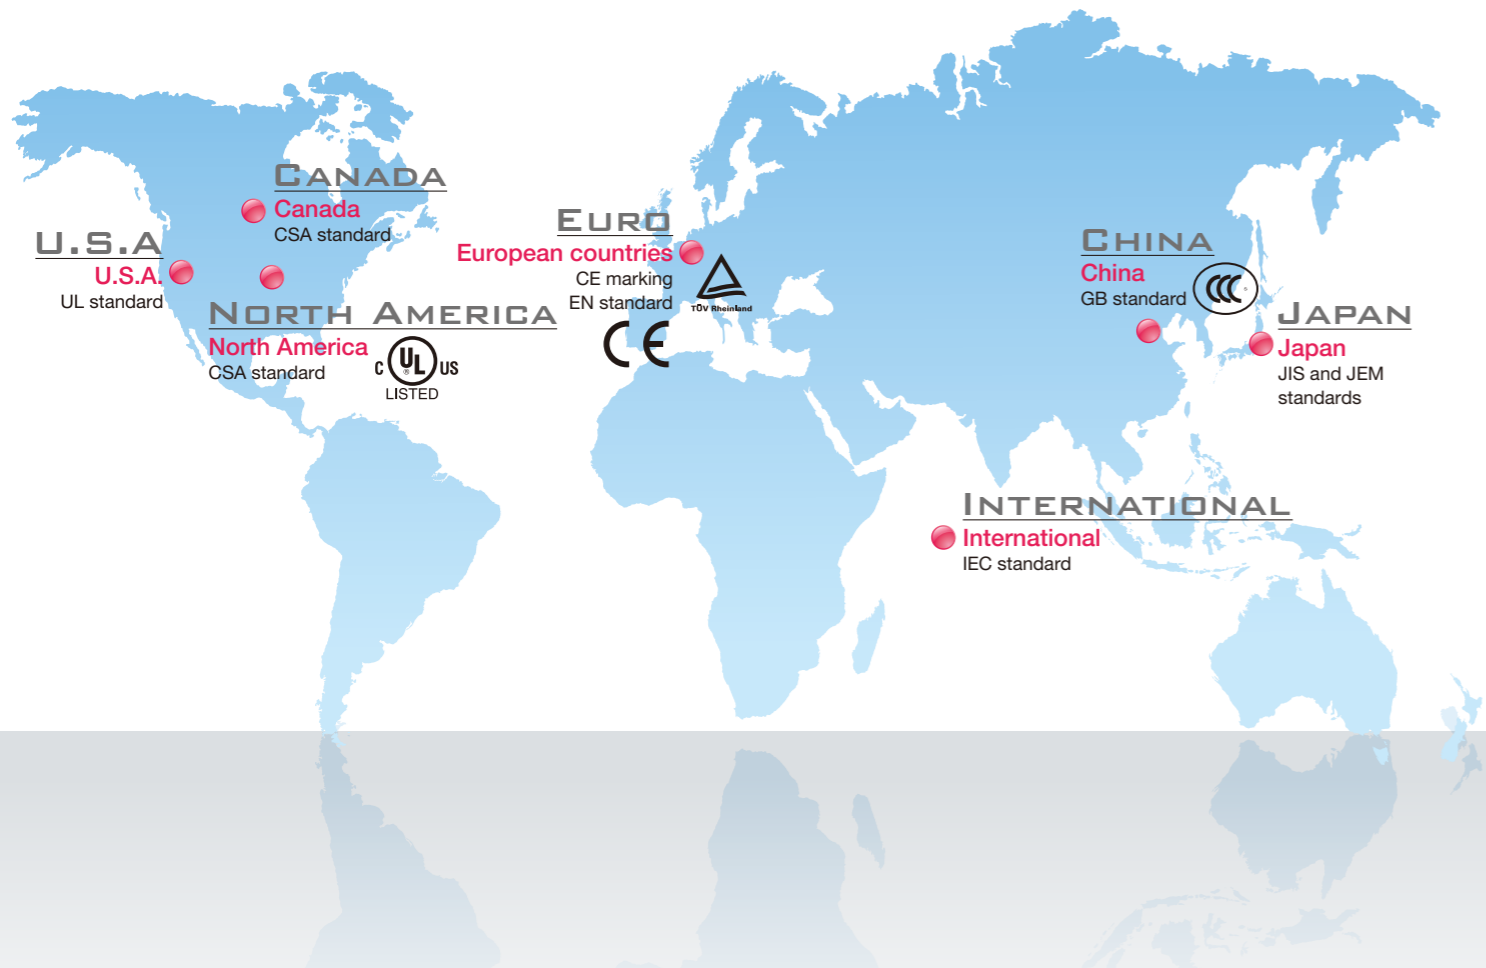 CANADA
Canada
CSA standard
U.S.A
U.S.A.
UL standard
NORTH AMERICA
North America
CSA standard
C UL ® US
LISTED
EURO
European countries
CE marking
EN standard
TÜV Rheinland
CE
CHINA
China
GB standard
CCC ®
JAPAN
Japan
JIS and JEM
standards
INTERNATIONAL
International
IEC standard